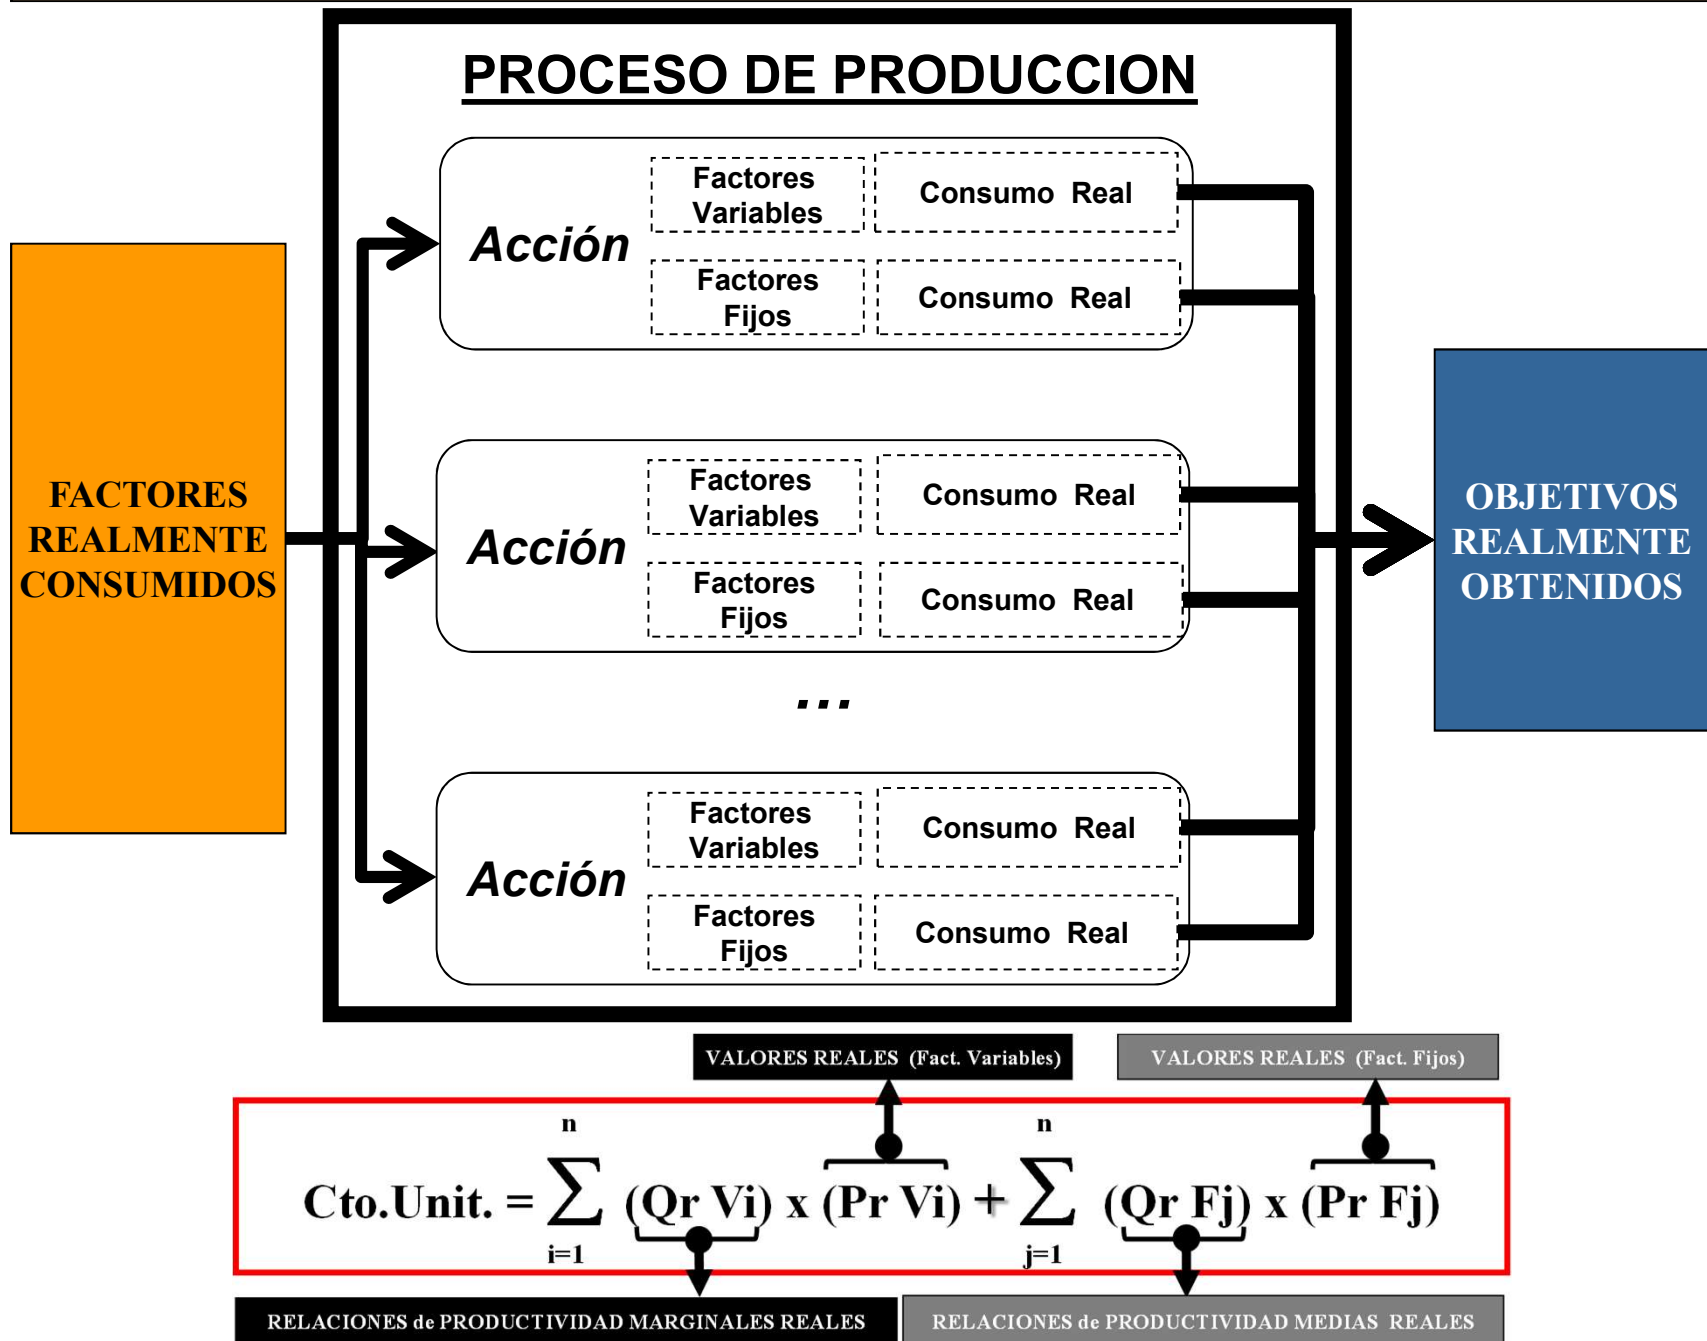 PROCESO DE PRODUCCION
FACTORES
REALMENTE
CONSUMIDOS
Acción
Factores
Variables
Consumo Real
Factores
Fijos
Consumo Real
Acción
Factores
Variables
Consumo Real
Factores
Fijos
Consumo Real
...
Acción
Factores
Variables
Consumo Real
Factores
Fijos
Consumo Real
OBJETIVOS
REALMENTE
OBTENIDOS
VALORES REALES (Fact. Variables)
VALORES REALES (Fact. Fijos)
n n
Cto.Unit. = ∑ (Qr Vi) x (Pr Vi) + ∑ (Qr Fj) x (Pr Fj)
i=1 j=1
RELACIONES de PRODUCTIVIDAD MARGINALES REALES
RELACIONES de PRODUCTIVIDAD MEDIAS REALES